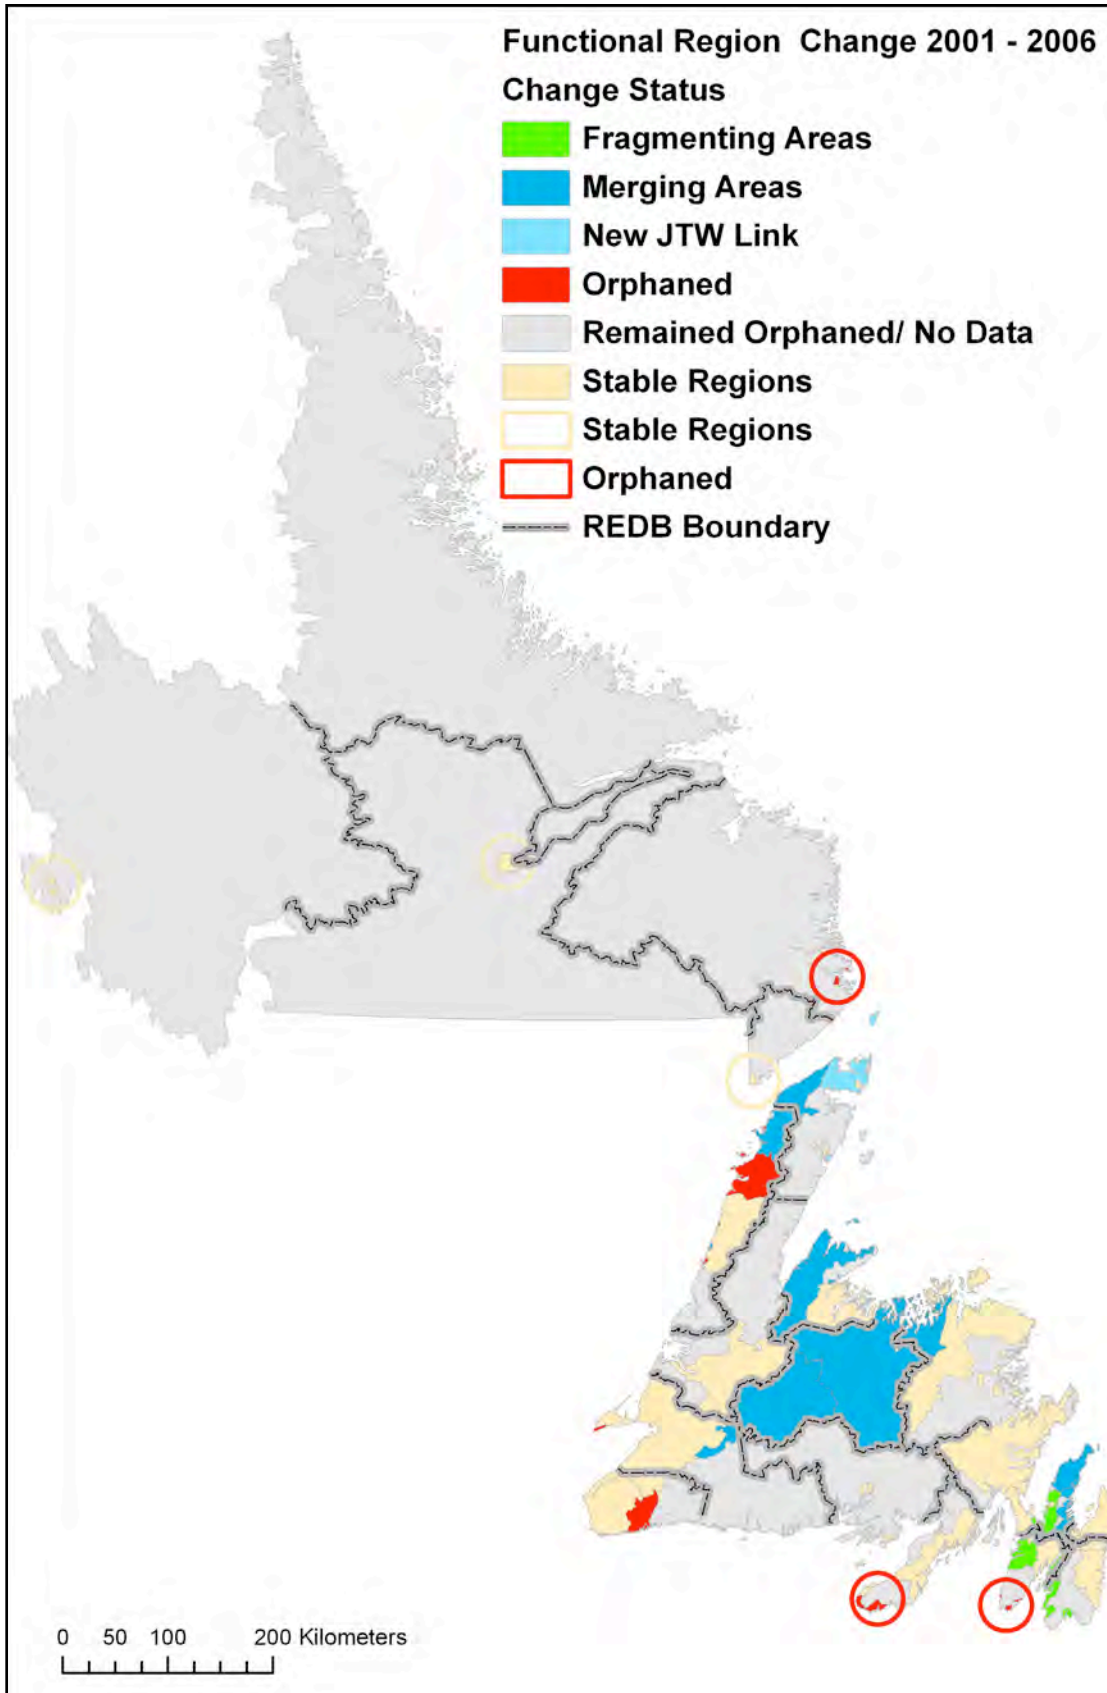 Functional Region Change 2001 - 2006
Change Status
Fragmenting Areas
Merging Areas
New JTW Link
Orphaned
Remained Orphaned/ No Data
Stable Regions
Stable Regions
Orphaned
REDB Boundary
0 50 100 200 Kilometers